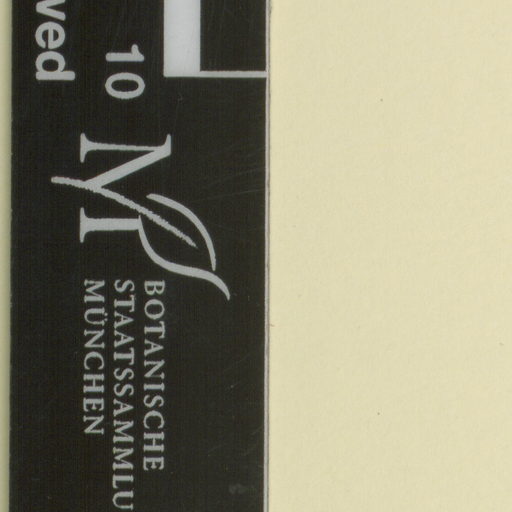 ved
10
BOTANISCHE
STAATSSAMMLU
MÜNCHEN